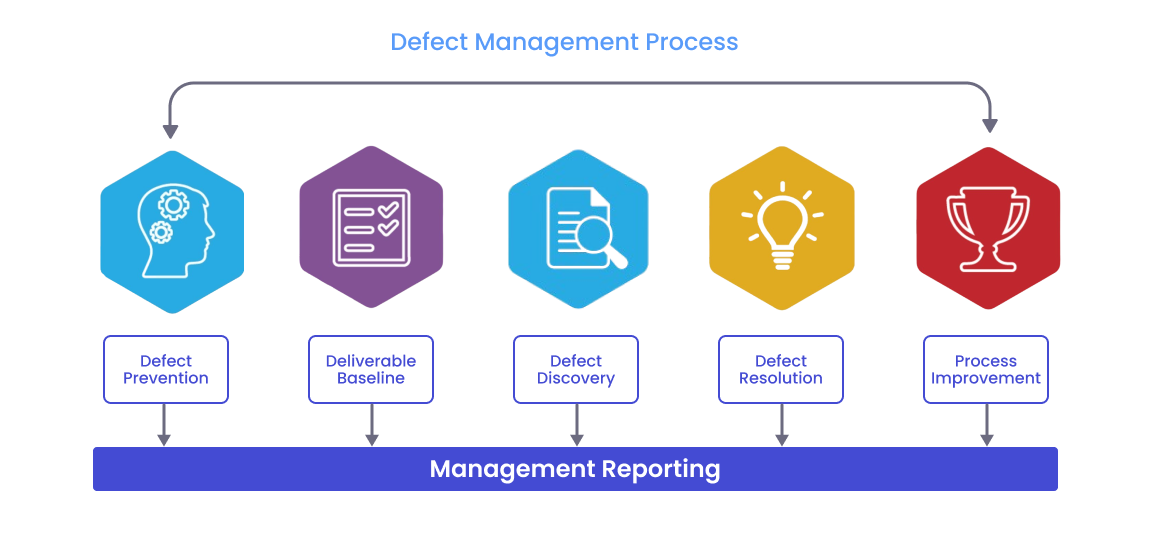 Defect Management Process
Defect
Prevention
Deliverable
Baseline
Defect
Discovery
Defect
Resolution
Process
Improvement
Management Reporting